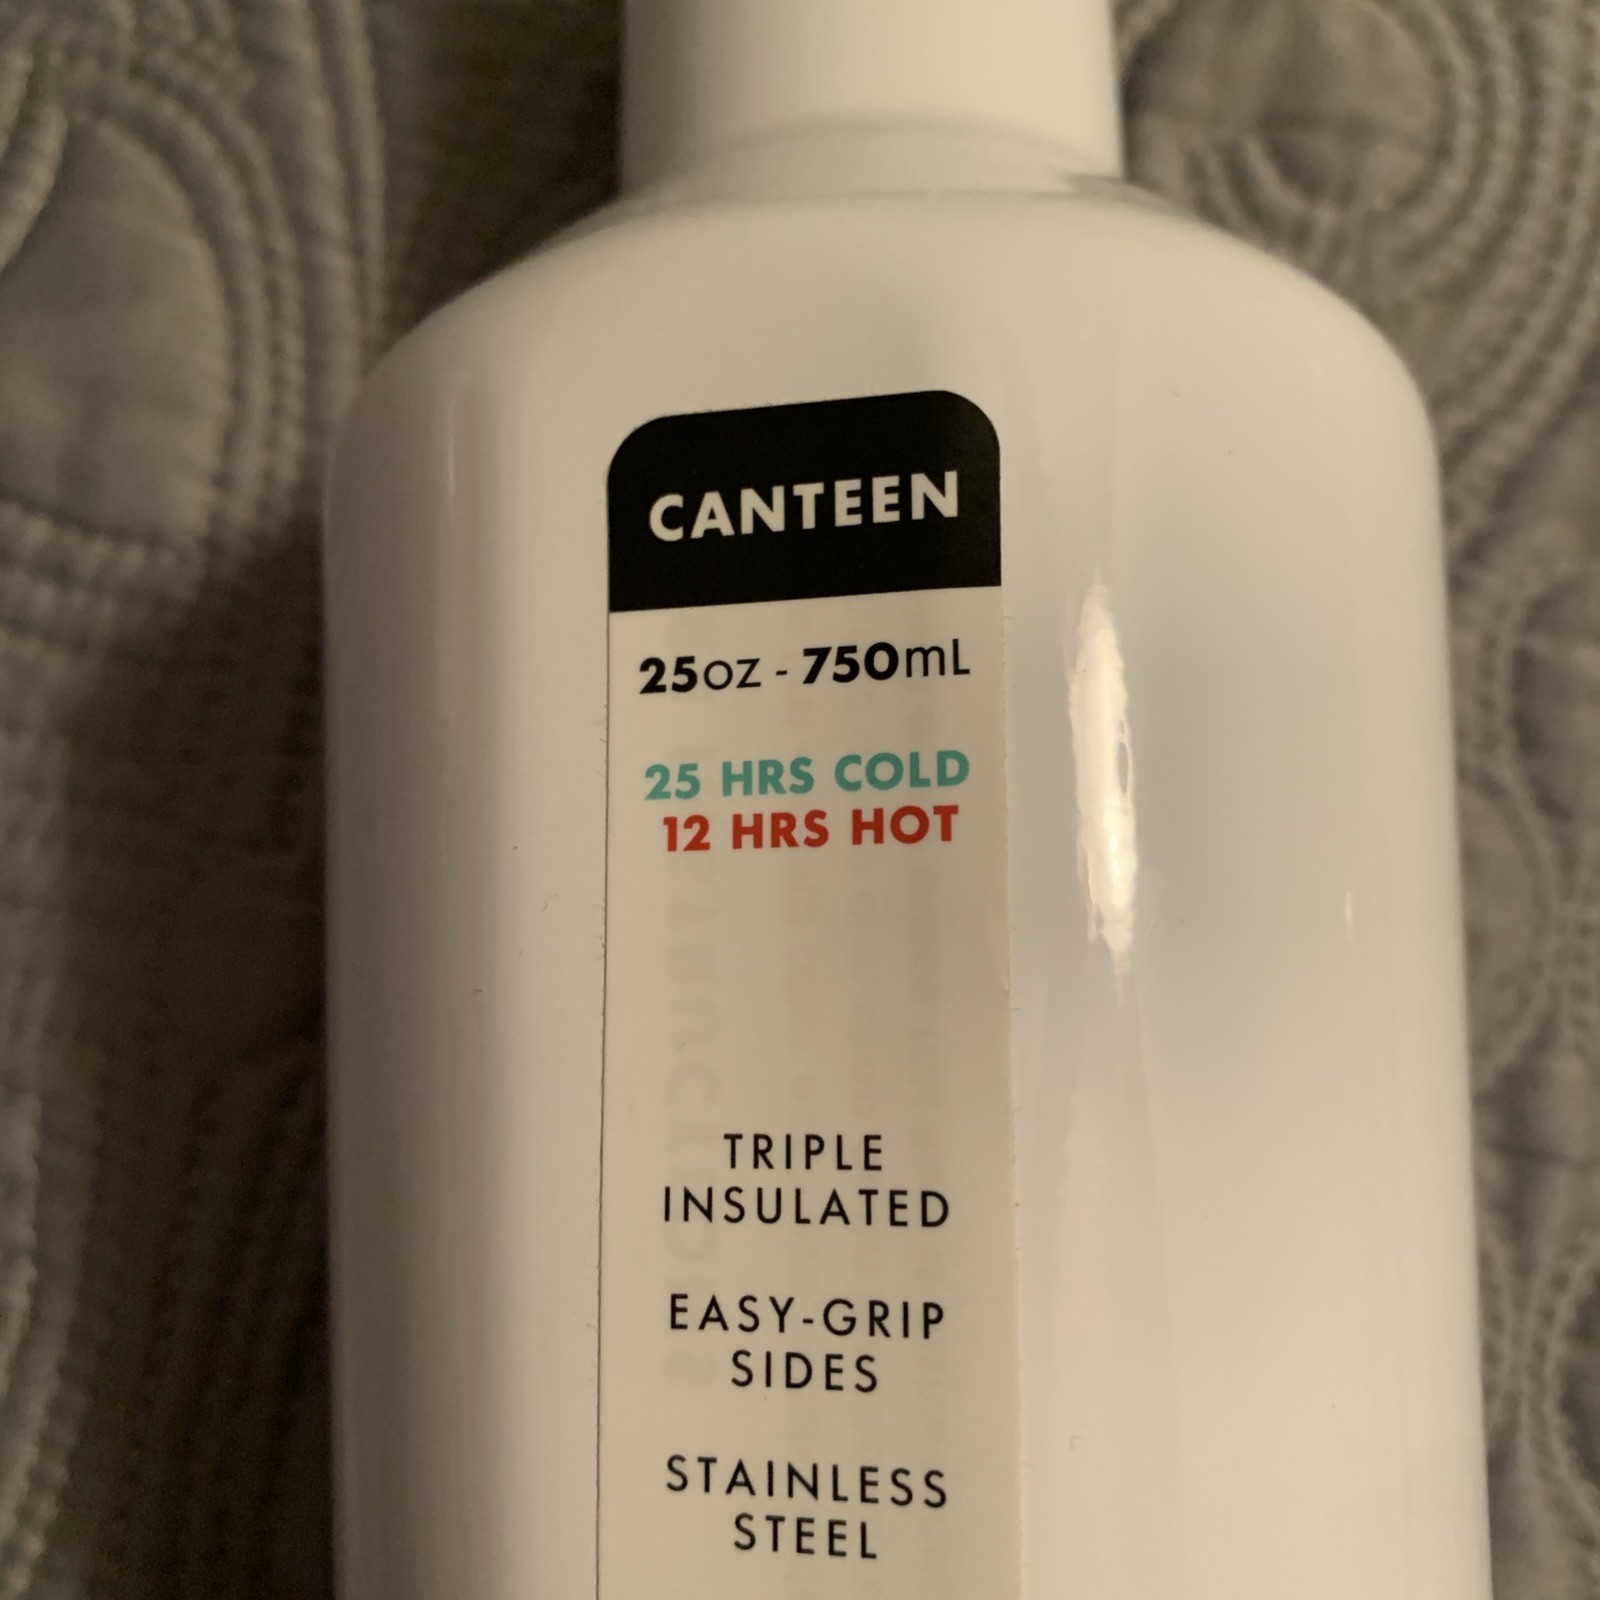 CANTEEN
25oz - 750mL
25 HRS COLD
12 HRS HOT
TRIPLE
INSULATED
EASY-GRIP
SIDES
STAINLESS
STEEL